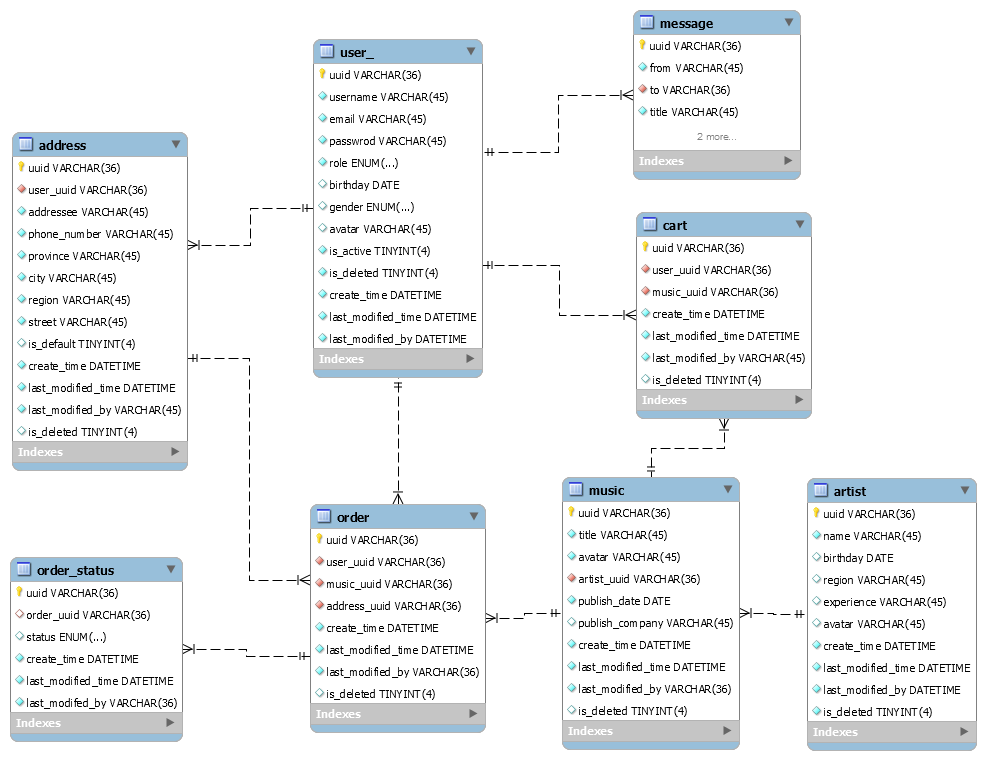 message
uuid VARCHAR(36)
from VARCHAR(45)
to VARCHAR(36)
title VARCHAR(45)
2 more...
Indexes
user_
uuid VARCHAR(36)
username VARCHAR(45)
email VARCHAR(45)
passwrod VARCHAR(45)
role ENUM(...)
birthday DATE
gender ENUM(...)
avatar VARCHAR(45)
is_active TINYINT(4)
is_deleted TINYINT(4)
create_time DATETIME
last_modified_time DATETIME
last_modified_by DATETIME
Indexes
address
uuid VARCHAR(36)
user_uuid VARCHAR(36)
addressee VARCHAR(45)
phone_number VARCHAR(45)
province VARCHAR(45)
city VARCHAR(45)
region VARCHAR(45)
street VARCHAR(45)
is_default TINYINT(4)
create_time DATETIME
last_modified_time DATETIME
last_modified_by VARCHAR(45)
is_deleted TINYINT(4)
Indexes
cart
uuid VARCHAR(36)
user_uuid VARCHAR(36)
music_uuid VARCHAR(36)
create_time DATETIME
last_modified_time DATETIME
last_modified_by VARCHAR(45)
is_deleted TINYINT(4)
Indexes
order
uuid VARCHAR(36)
user_uuid VARCHAR(36)
music_uuid VARCHAR(36)
address_uuid VARCHAR(36)
create_time DATETIME
last_modified_time DATETIME
last_modified_by VARCHAR(36)
is_deleted TINYINT(4)
Indexes
music
uuid VARCHAR(36)
title VARCHAR(45)
avatar VARCHAR(45)
artist_uuid VARCHAR(36)
publish_date DATE
publish_company VARCHAR(45)
create_time DATETIME
last_modified_time DATETIME
last_modifed_by VARCHAR(36)
is_deleted TINYINT(4)
Indexes
artist
uuid VARCHAR(36)
name VARCHAR(45)
birthday DATE
region VARCHAR(45)
experience VARCHAR(45)
avatar VARCHAR(45)
create_time DATETIME
last_modified_time DATETIME
last_modified_by DATETIME
is_deleted TINYINT(4)
Indexes
order_status
uuid VARCHAR(36)
order_uuid VARCHAR(36)
status ENUM(...)
create_time DATETIME
last_modified_time DATETIME
last_modifed_by VARCHAR(36)
Indexes